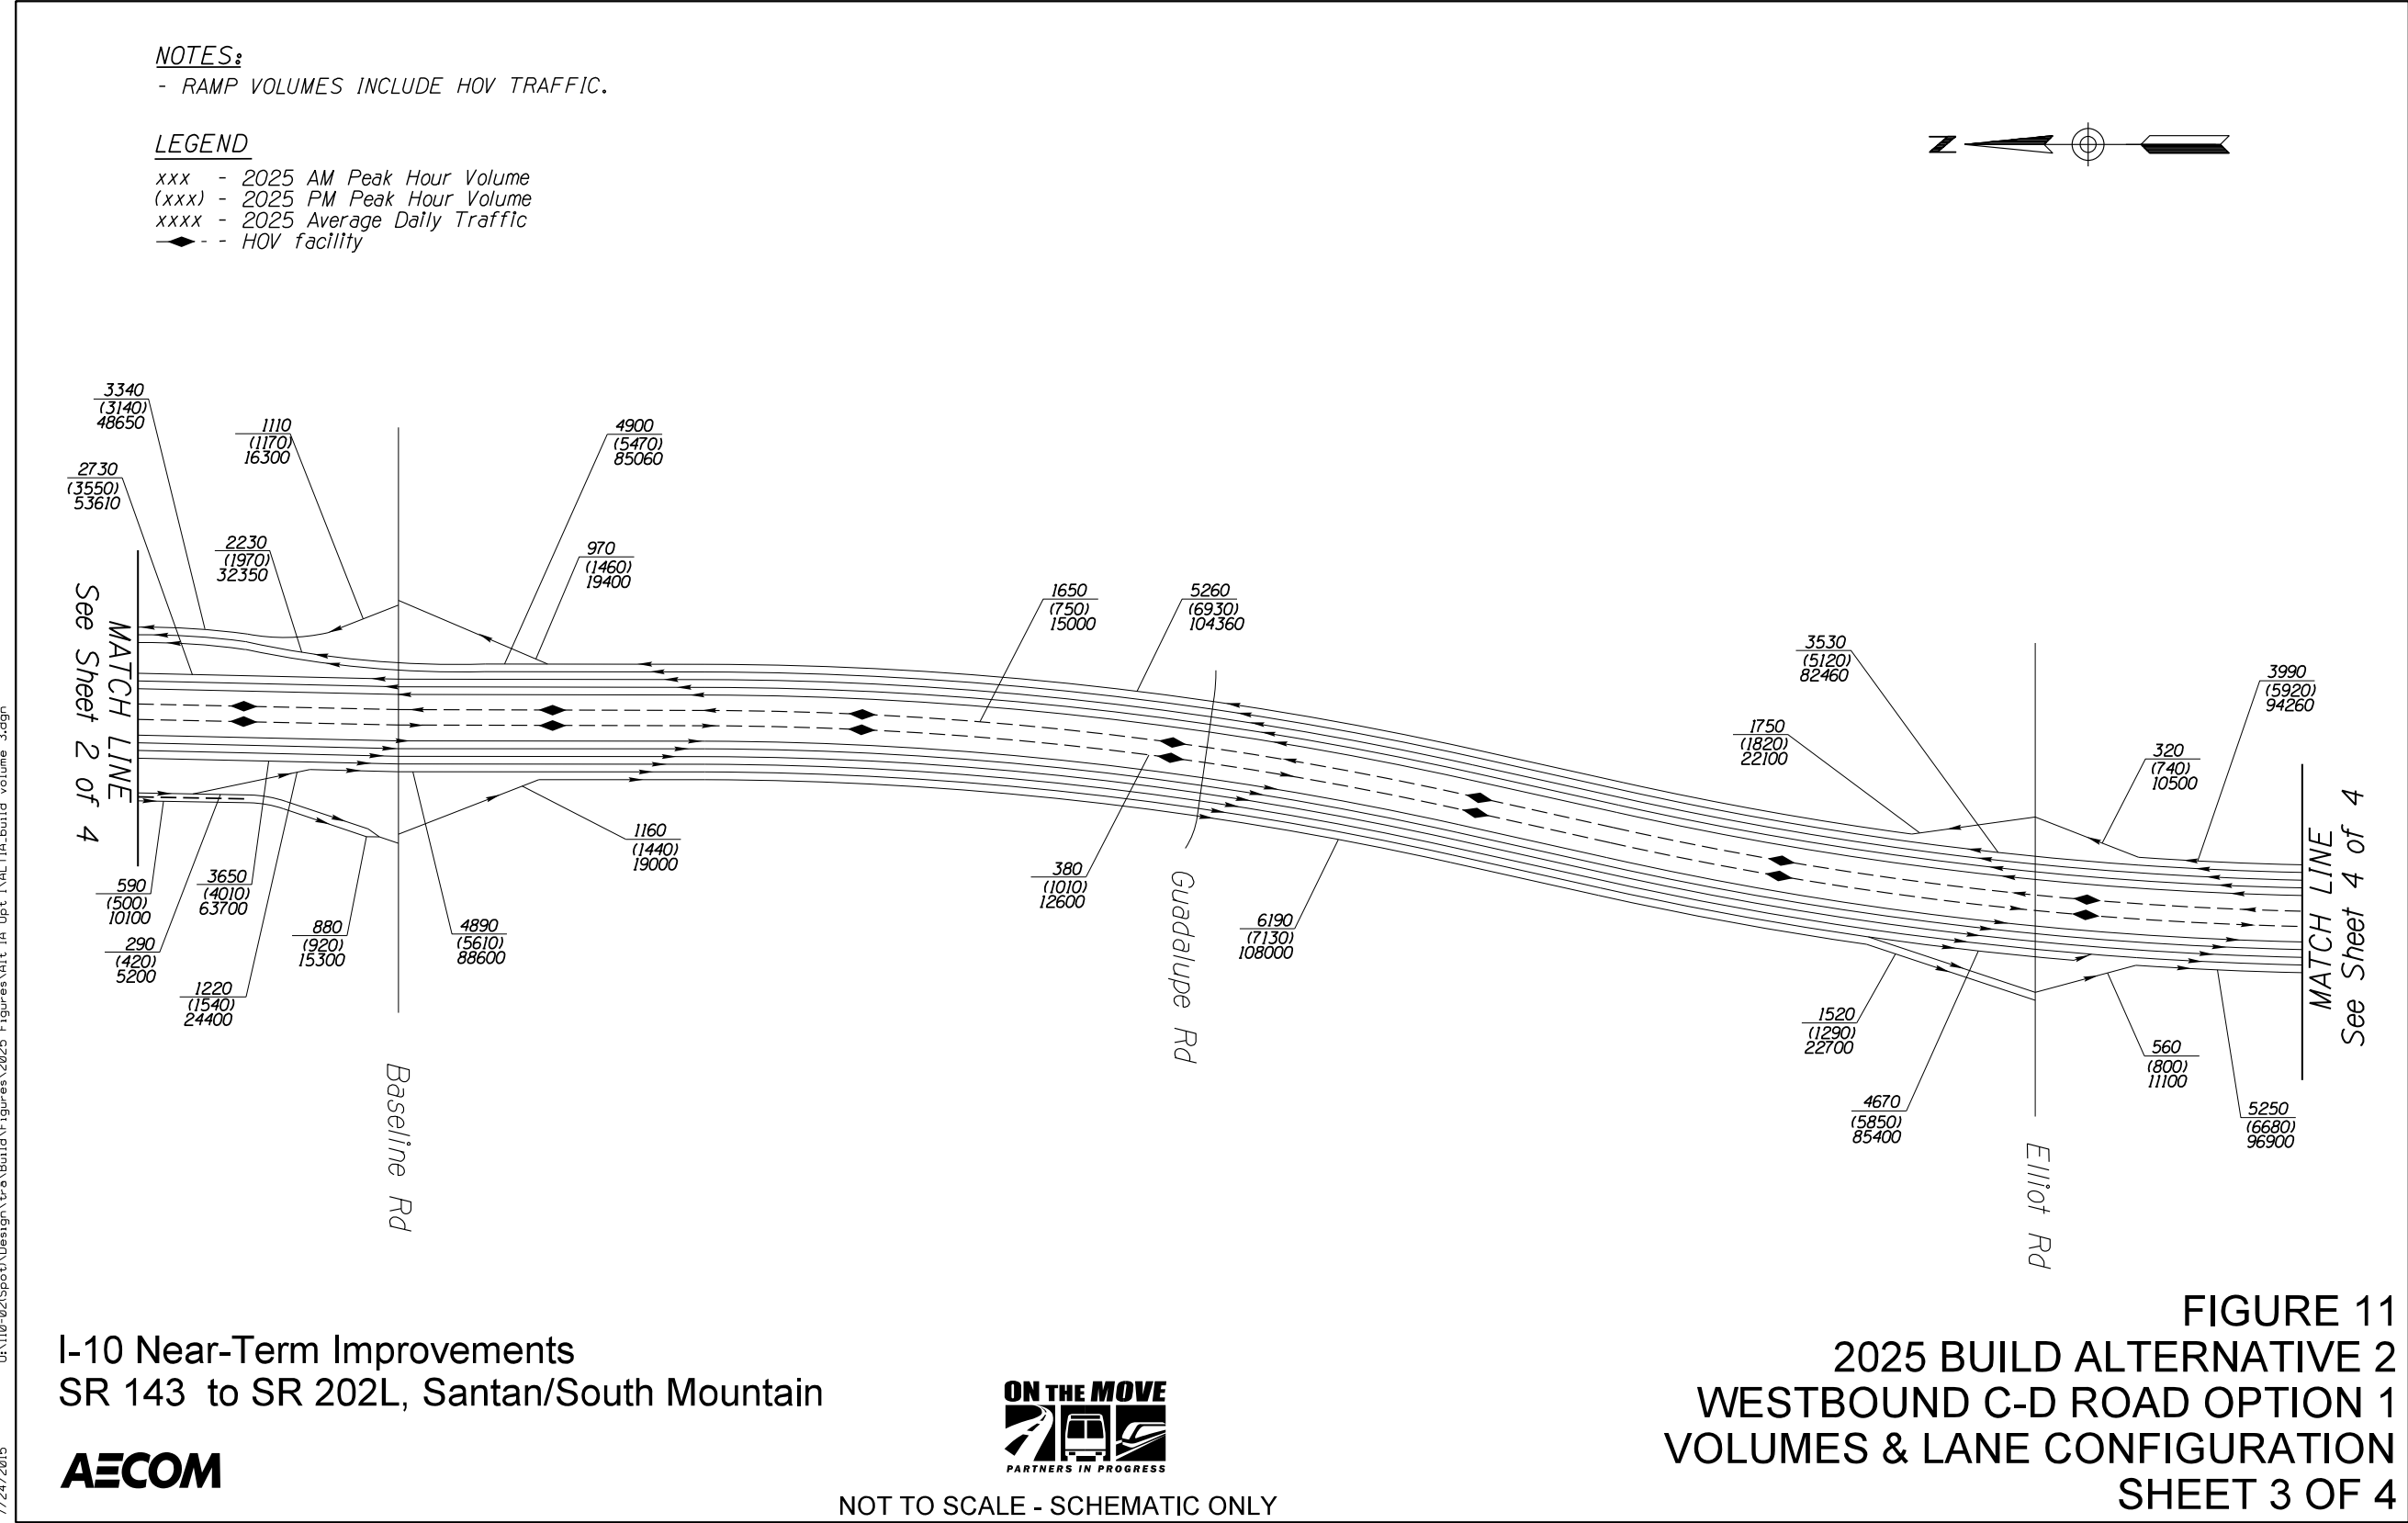 NOTES:
- RAMP VOLUMES INCLUDE HOV TRAFFIC.
LEGEND
xxx - 2025 AM Peak Hour Volume
(xxx) - 2025 PM Peak Hour Volume
xxxx - 2025 Average Daily Traffic
- HOV facility
N
3340
(3140)
48650
1110
(1170)
16300
4900
(5470)
85060
2730
(3550)
53610
2230
(1970)
32350
970
(1460)
19400
1650
(750)
15000
5260
(6930)
104360
3530
(5120)
82460
3990
(5920)
94260
1750
(1820)
22100
320
(740)
10500
MATCH LINE
See Sheet 2 of 4
590
(500)
10100
3650
(4010)
63700
290
(420)
5200
1220
(1540)
24400
880
(920)
15300
4890
(5610)
88600
1160
(1440)
19000
380
(1010)
12600
6190
(7130)
108000
1520
(1290)
22700
4670
(5850)
85400
560
(800)
11100
5250
(6680)
96900
MATCH LINE
See Sheet 4 of 4
Baseline Rd
Guadalupe Rd
Elliot Rd
I-10 Near-Term Improvements
SR 143 to SR 202L, Santan/South Mountain
AECOM
ON THE MOVE
PARTNERS IN PROGRESS
NOT TO SCALE - SCHEMATIC ONLY
FIGURE 11
2025 BUILD ALTERNATIVE 2
WESTBOUND C-D ROAD OPTION 1
VOLUMES & LANE CONFIGURATION
SHEET 3 OF 4
7/24/2015